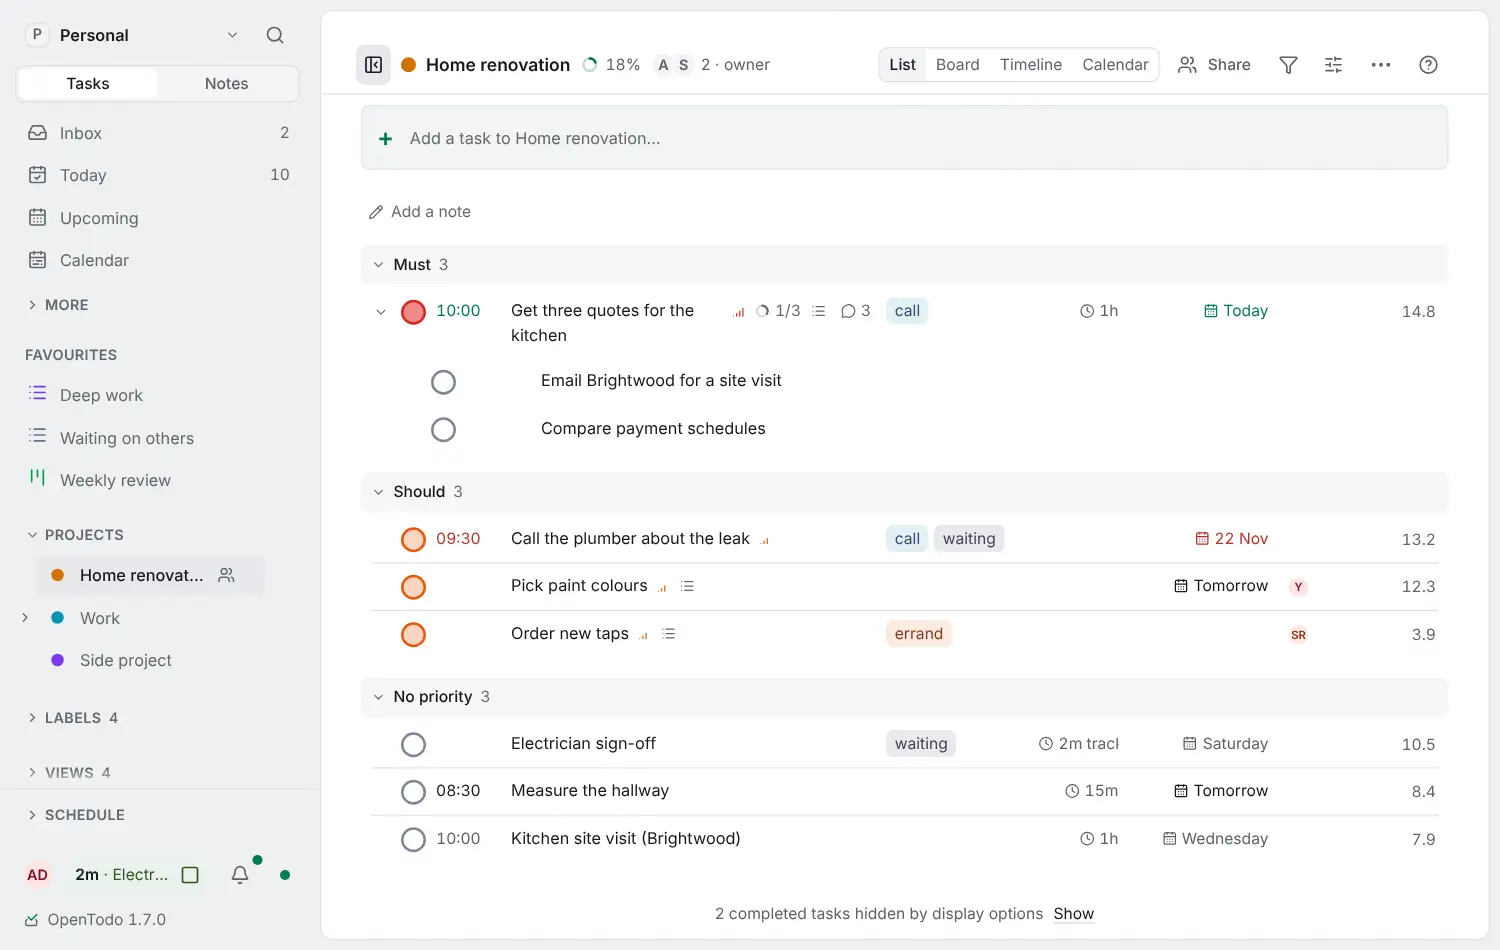 P Personal
Tasks Notes
Inbox 2
Today 10
Upcoming
Calendar
MORE
FAVOURITES
Deep work
Waiting on others
Weekly review
PROJECTS
Home renovat...
Work
Side project
LABELS 4
VIEWS 4
SCHEDULE
AD 2m · Electr...
OpenTodo 1.7.0
Home renovation 18% A S 2 · owner List Board Timeline Calendar Share
Add a task to Home renovation...
Add a note
Must 3
10:00 Get three quotes for the kitchen 1/3 3 call 1h Today 14.8
Email Brightwood for a site visit
Compare payment schedules
Should 3
09:30 Call the plumber about the leak call waiting 22 Nov 13.2
Pick paint colours Tomorrow Y 12.3
Order new taps errand SR 3.9
No priority 3
Electrician sign-off waiting 2m tracl Saturday 10.5
08:30 Measure the hallway 15m Tomorrow 8.4
10:00 Kitchen site visit (Brightwood) 1h Wednesday 7.9
2 completed tasks hidden by display options Show